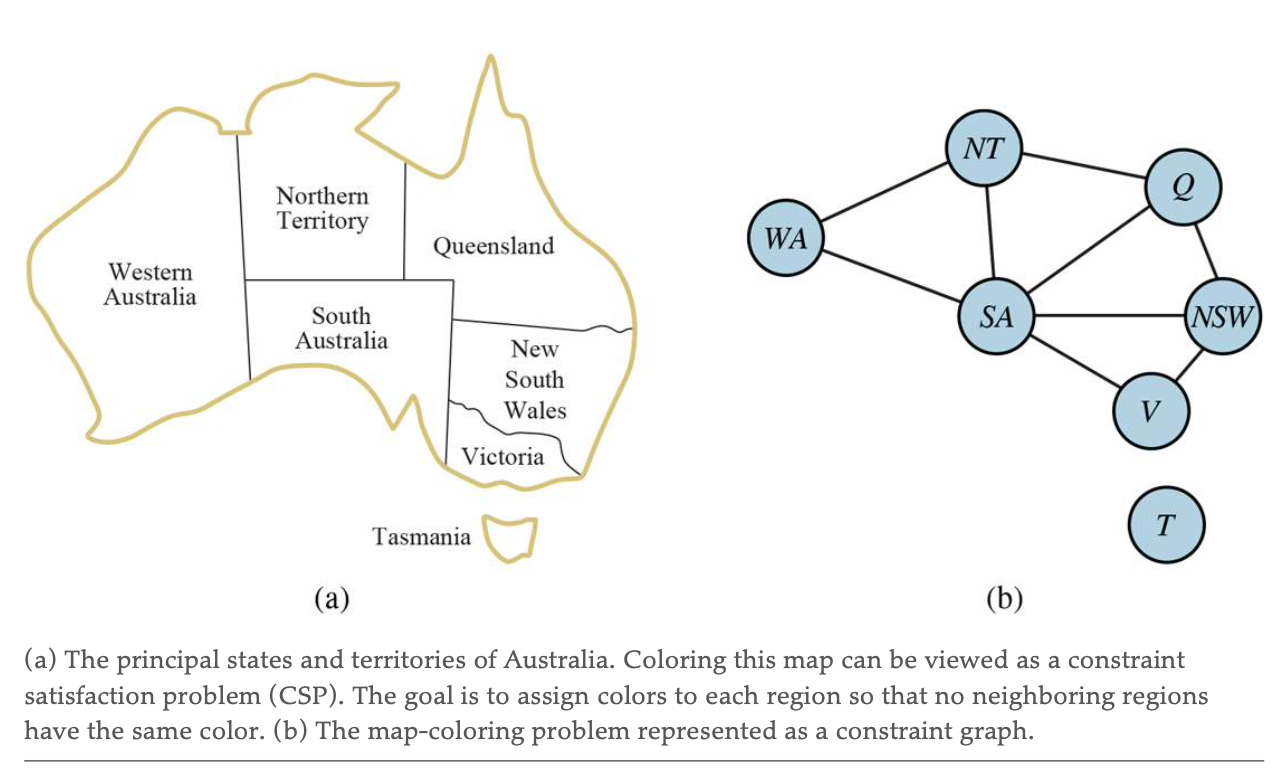 Northern
Territory
Western
Australia
Queensland
South
Australia
New
South
Wales
Victoria
Tasmania
(a)
NT
Q
WA
SA
NSW
V
T
(b)
(a) The principal states and territories of Australia. Coloring this map can be viewed as a constraint
satisfaction problem (CSP). The goal is to assign colors to each region so that no neighboring regions
have the same color. (b) The map-coloring problem represented as a constraint graph.